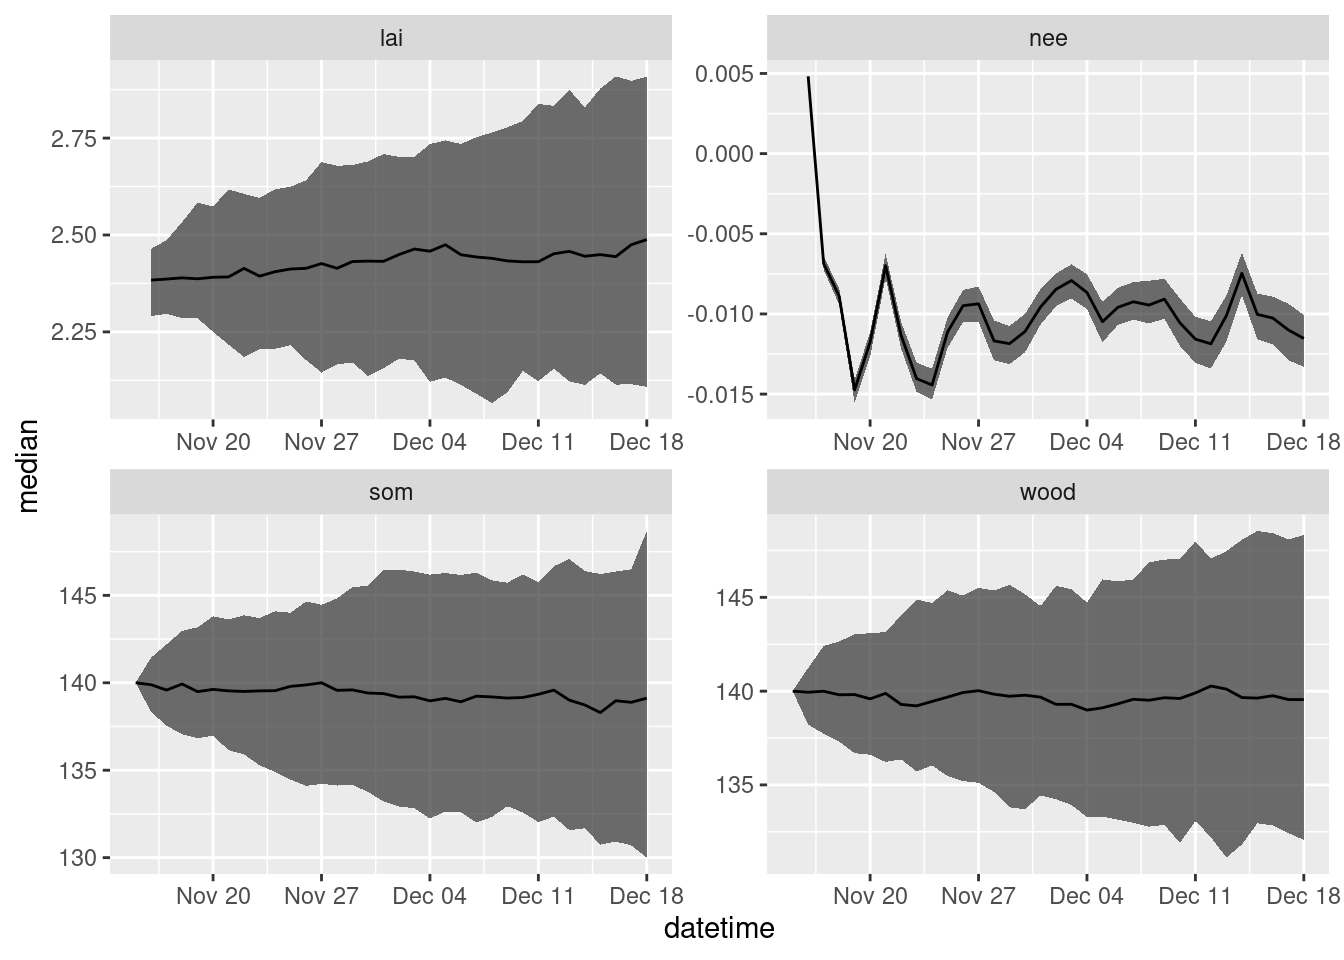 lai
nee
2.75
2.50
2.25
0.005
0.000
-0.005
-0.010
-0.015
Nov 20 Nov 27 Dec 04 Dec 11 Dec 18
Nov 20 Nov 27 Dec 04 Dec 11 Dec 18
median
som
wood
145
140
135
130
145
140
135
Nov 20 Nov 27 Dec 04 Dec 11 Dec 18
Nov 20 Nov 27 Dec 04 Dec 11 Dec 18
datetime